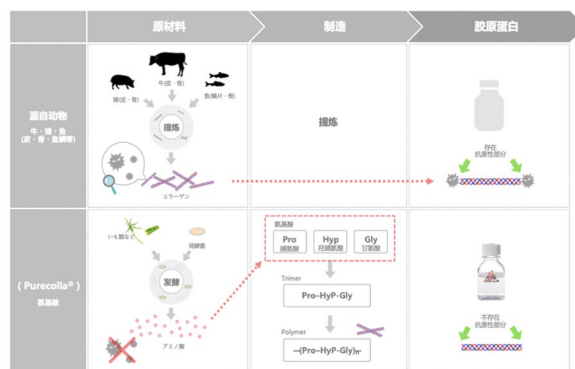 原材料
制造
胶原蛋白
源自动物
牛・猪・鱼
(皮・骨・鱼鳞等)
牛(皮・骨)
猪(皮・骨)
鱼(鳞片・骨)
提炼
コラーゲン
提炼
存在
抗原性部分
( Purecolla® )
氨基酸
いも類など
発酵菌
发酵
アミノ酸
氨基酸
Pro
脯氨酸
Hyp
羟脯氨酸
Gly
甘氨酸
Trimer
Pro–HyP-Gly
Polymer
–(Pro–HyP-Gly)n–
不存在
抗原性部分